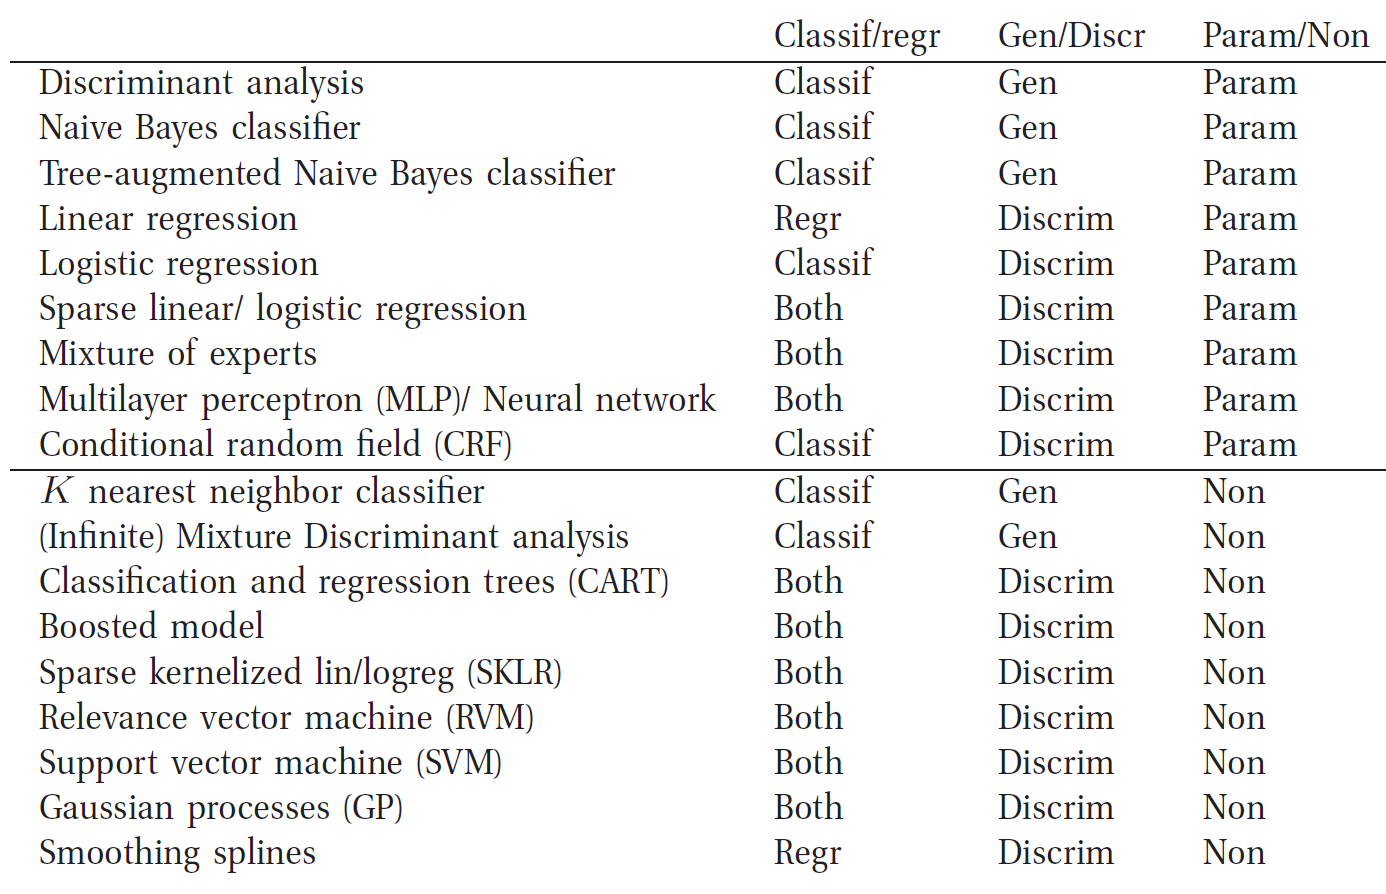 Classif/regr Gen/Discr Param/Non
Discriminant analysis Classif Gen Param
Naive Bayes classifier Classif Gen Param
Tree-augmented Naive Bayes classifier Classif Gen Param
Linear regression Regr Discrim Param
Logistic regression Classif Discrim Param
Sparse linear/ logistic regression Both Discrim Param
Mixture of experts Both Discrim Param
Multilayer perceptron (MLP)/ Neural network Both Discrim Param
Conditional random field (CRF) Classif Discrim Param
K nearest neighbor classifier Classif Gen Non
(Infinite) Mixture Discriminant analysis Classif Gen Non
Classification and regression trees (CART) Both Discrim Non
Boosted model Both Discrim Non
Sparse kernelized lin/logreg (SKLR) Both Discrim Non
Relevance vector machine (RVM) Both Discrim Non
Support vector machine (SVM) Both Discrim Non
Gaussian processes (GP) Both Discrim Non
Smoothing splines Regr Discrim Non